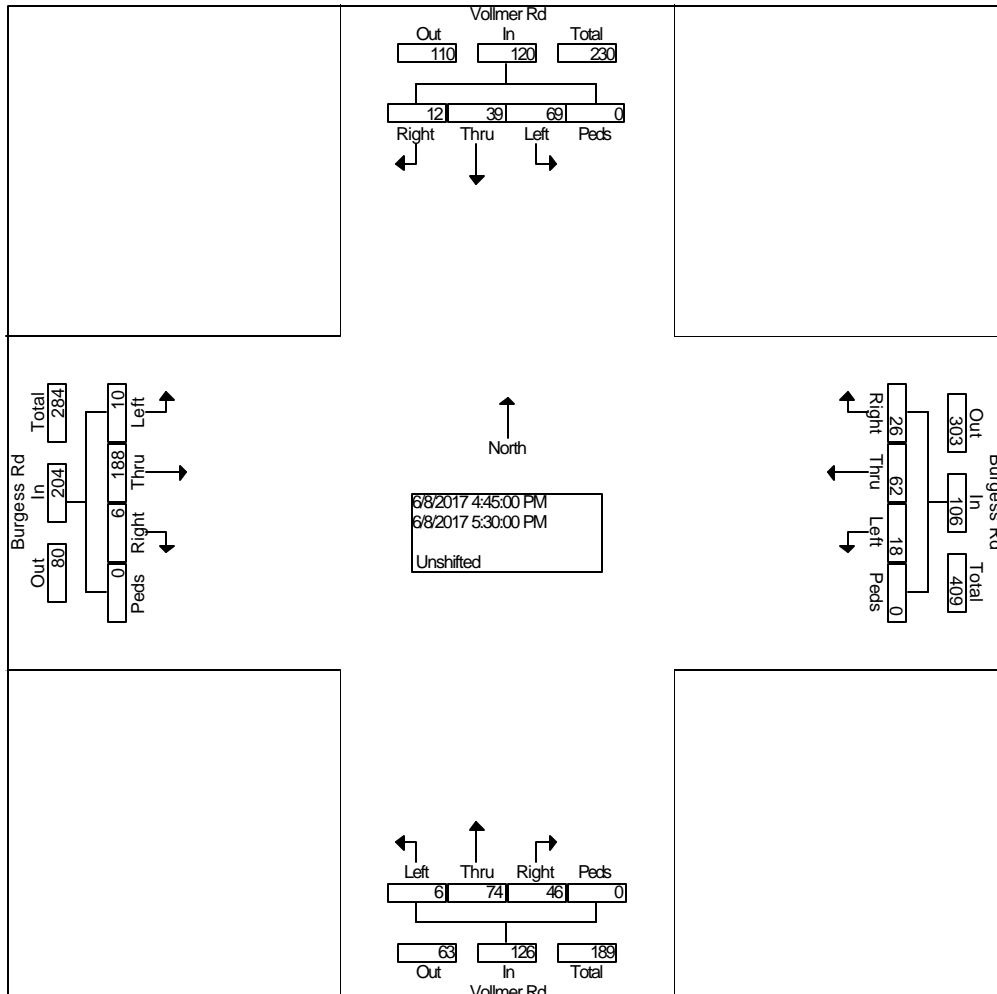 Vollmer Rd
Out In Total
110 120 230
12 39 69 0
Right Thru Left Peds
Burgess Rd
Total In Out
284 204 80
10 188 6 0
Left Thru Right Peds
North
6/8/2017 4:45:00 PM
6/8/2017 5:30:00 PM
Unshifted
Right Thru Left Peds
26 62 18 0
Out In Total
303 106 409
Burgess Rd
Left Thru Right Peds
6 74 46 0
63 126 189
Out In Total
Vollmer Rd